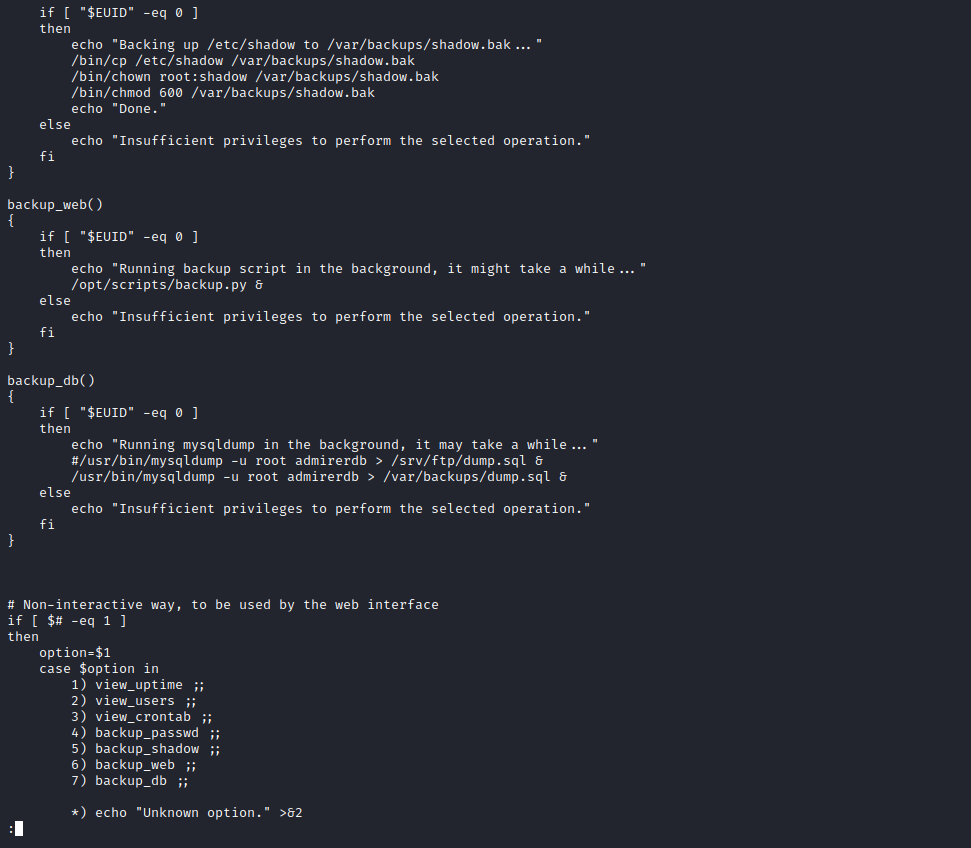 if [ "$EUID" -eq 0 ]
    then
        echo "Backing up /etc/shadow to /var/backups/shadow.bak..."
        /bin/cp /etc/shadow /var/backups/shadow.bak
        /bin/chown root:shadow /var/backups/shadow.bak
        /bin/chmod 600 /var/backups/shadow.bak
        echo "Done."
    else
        echo "Insufficient privileges to perform the selected operation."
    fi
}

backup_web()
{
    if [ "$EUID" -eq 0 ]
    then
        echo "Running backup script in the background, it might take a while..."
        /opt/scripts/backup.py &
    else
        echo "Insufficient privileges to perform the selected operation."
    fi
}

backup_db()
{
    if [ "$EUID" -eq 0 ]
    then
        echo "Running mysqldump in the background, it may take a while..."
        #/usr/bin/mysqldump -u root admirerdb > /srv/ftp/dump.sql &
        /usr/bin/mysqldump -u root admirerdb > /var/backups/dump.sql &
    else
        echo "Insufficient privileges to perform the selected operation."
    fi
}

# Non-interactive way, to be used by the web interface
if [ $# -eq 1 ]
then
    option=$1
    case $option in
        1) view_uptime ;;
        2) view_users ;;
        3) view_crontab ;;
        4) backup_passwd ;;
        5) backup_shadow ;;
        6) backup_web ;;
        7) backup_db ;;

        *) echo "Unknown option." >&2
: